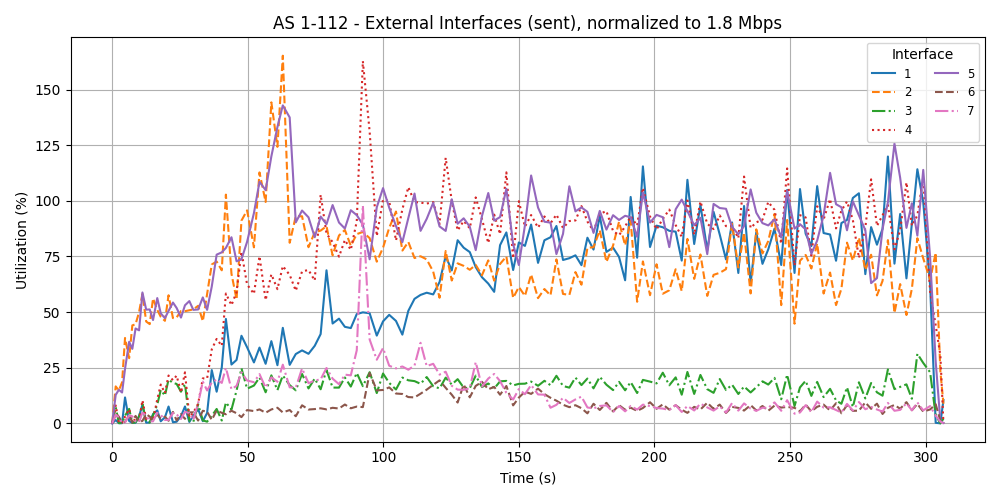 AS 1-112 - External Interfaces (sent), normalized to 1.8 Mbps
Utilization (%)
150
125
100
75
50
25
0
0 50 100 150 200 250 300
Time (s)
Interface
1 5
2 6
3 7
4